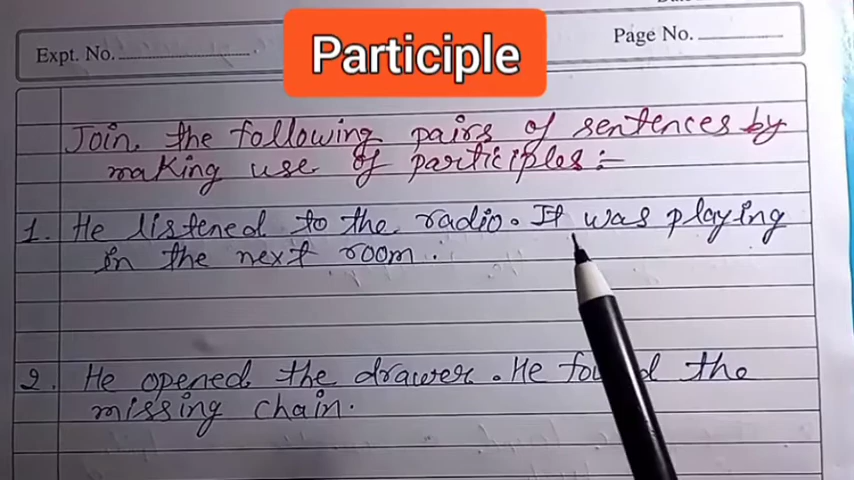 Participle
Expt. No.
Page No.
Join the following pairs of sentences by
making use of participles:-
1. He listened to the radio. It was playing
in the next room.
2. He opened the drawer. He found the
missing chain.